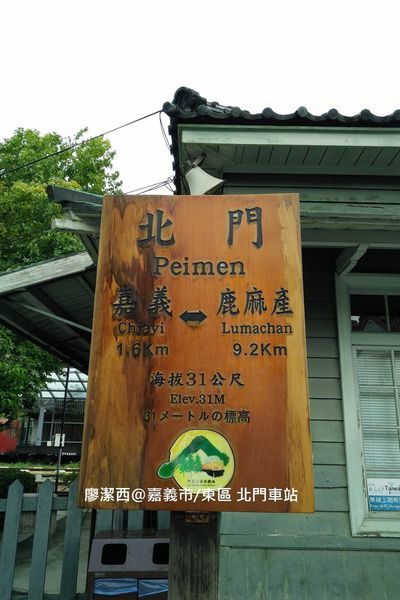 北門
Peimen
嘉義 ↔ 鹿麻產
Chiayi Lumachan
1.6Km 9.2Km
海拔31公尺
Elev.31M
31メートルの標高
廖潔西@嘉義市/東區 北門車站